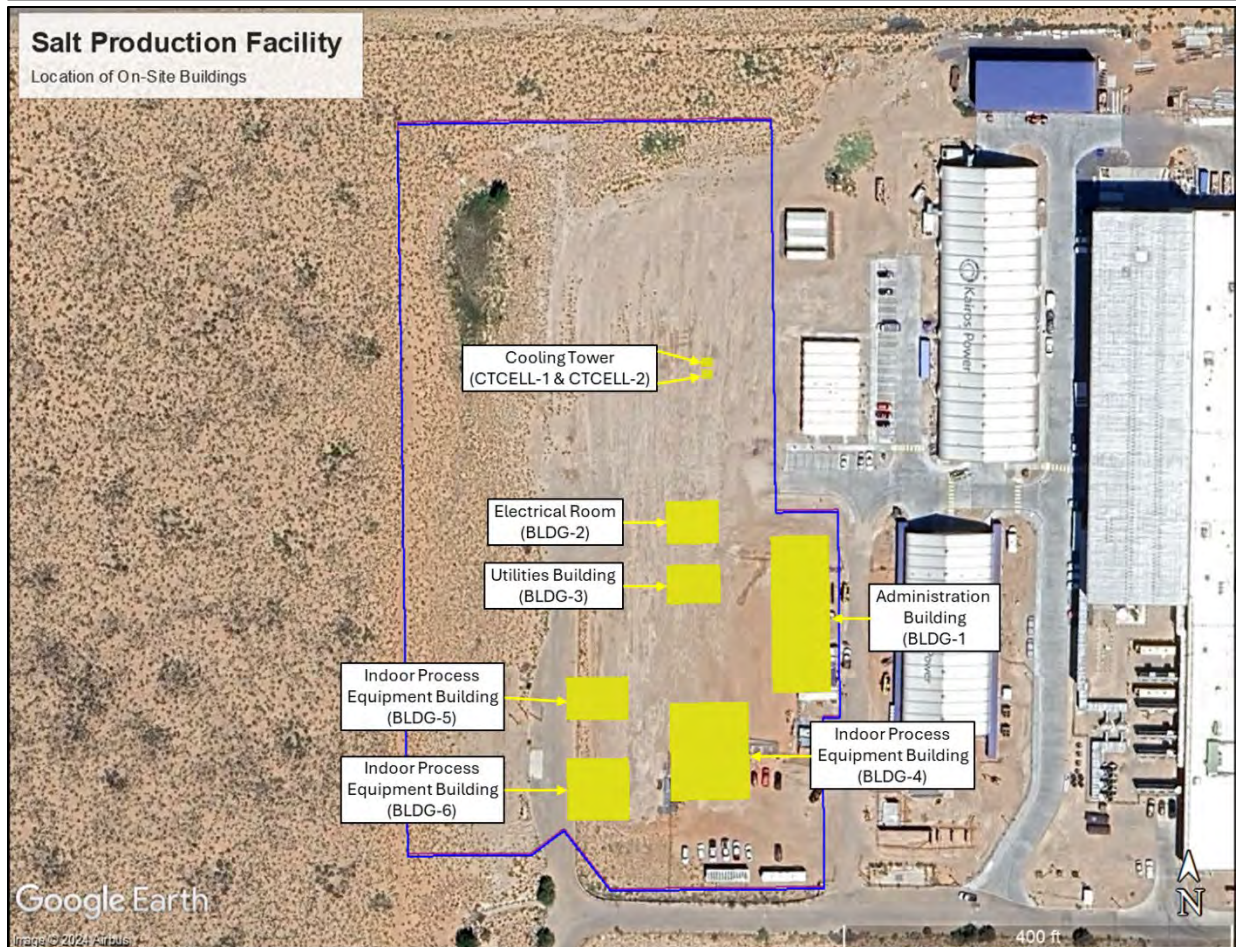 Salt Production Facility
Location of On-Site Buildings
Kairos Power
Cooling Tower
(CTCELL-1 & CTCELL-2)
Electrical Room
(BLDG-2)
Utilities Building
(BLDG-3)
Administration
Building
(BLDG-1
Power
Indoor Process
Equipment Building
(BLDG-5)
Indoor Process
Equipment Building
(BLDG-4)
Indoor Process
Equipment Building
(BLDG-6)
Google Earth
Image © 2024 Airbus
N
400 ft